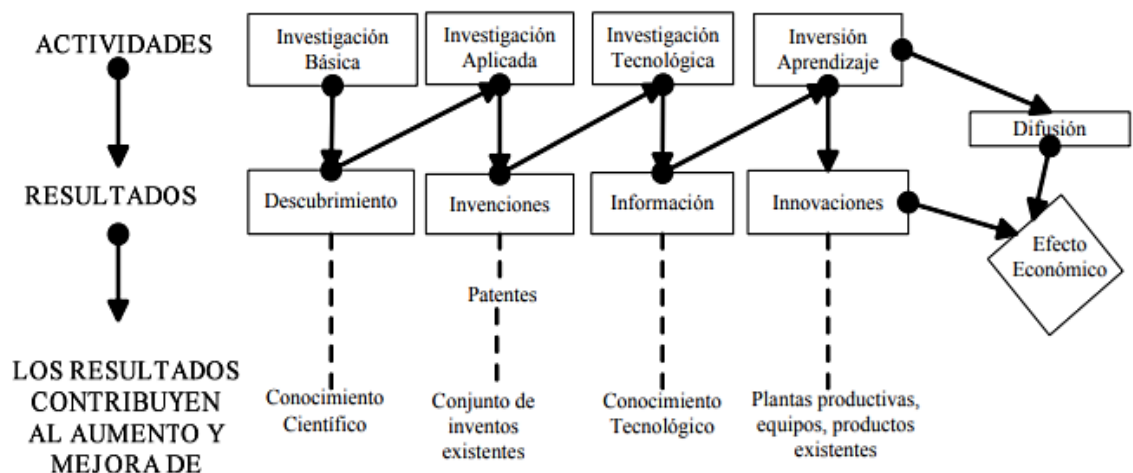 ACTIVIDADES
Investigación
Básica
Investigación
Aplicada
Investigación
Tecnológica
Inversión
Aprendizaje
Difusión
RESULTADOS
Descubrimiento
Invenciones
Información
Innovaciones
Efecto
Económico
Patentes
LOS RESULTADOS
CONTRIBUYEN
AL AUMENTO Y
MEJORA DE
Conocimiento
Científico
Conjunto de
inventos
existentes
Conocimiento
Tecnológico
Plantas productivas,
equipos, productos
existentes